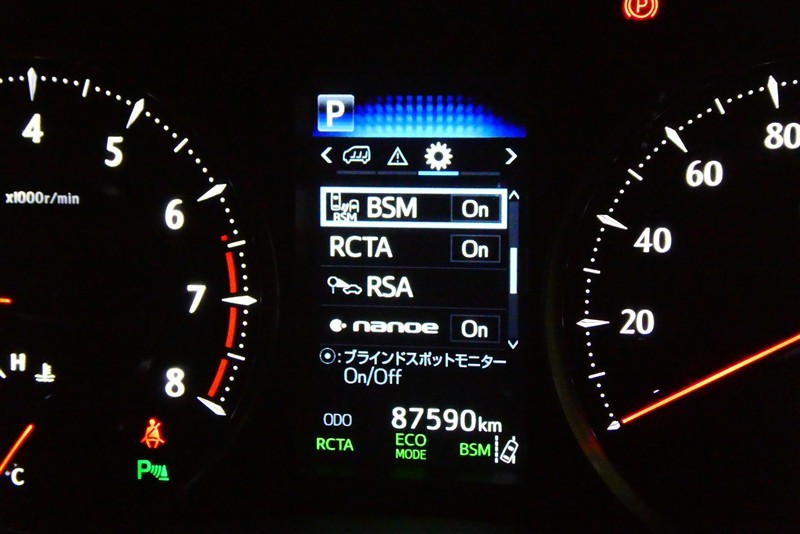 P
P
4
5
x1000r/min
6
7
8
H
C
P
BSM BSM On
RCTA On
RSA
nanoe On
:ブラインドスポットモニター
On/Off
ODO 87590km
RCTA ECO MODE BSM
80
60
40
20